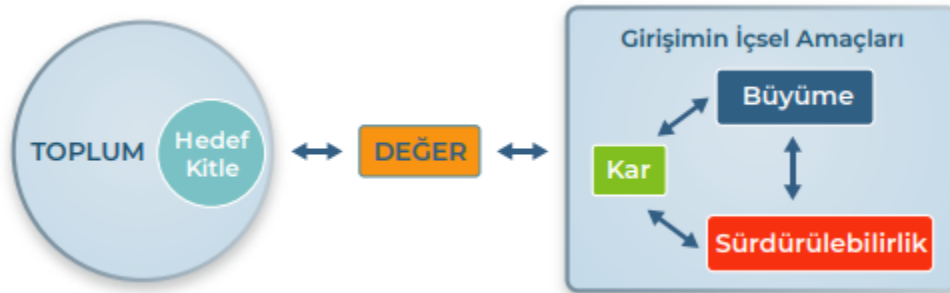 TOPLUM
Hedef
Kitle
DEĞER
Girişimin İçsel Amaçları
Büyüme
Kar
Sürdürülebilirlik